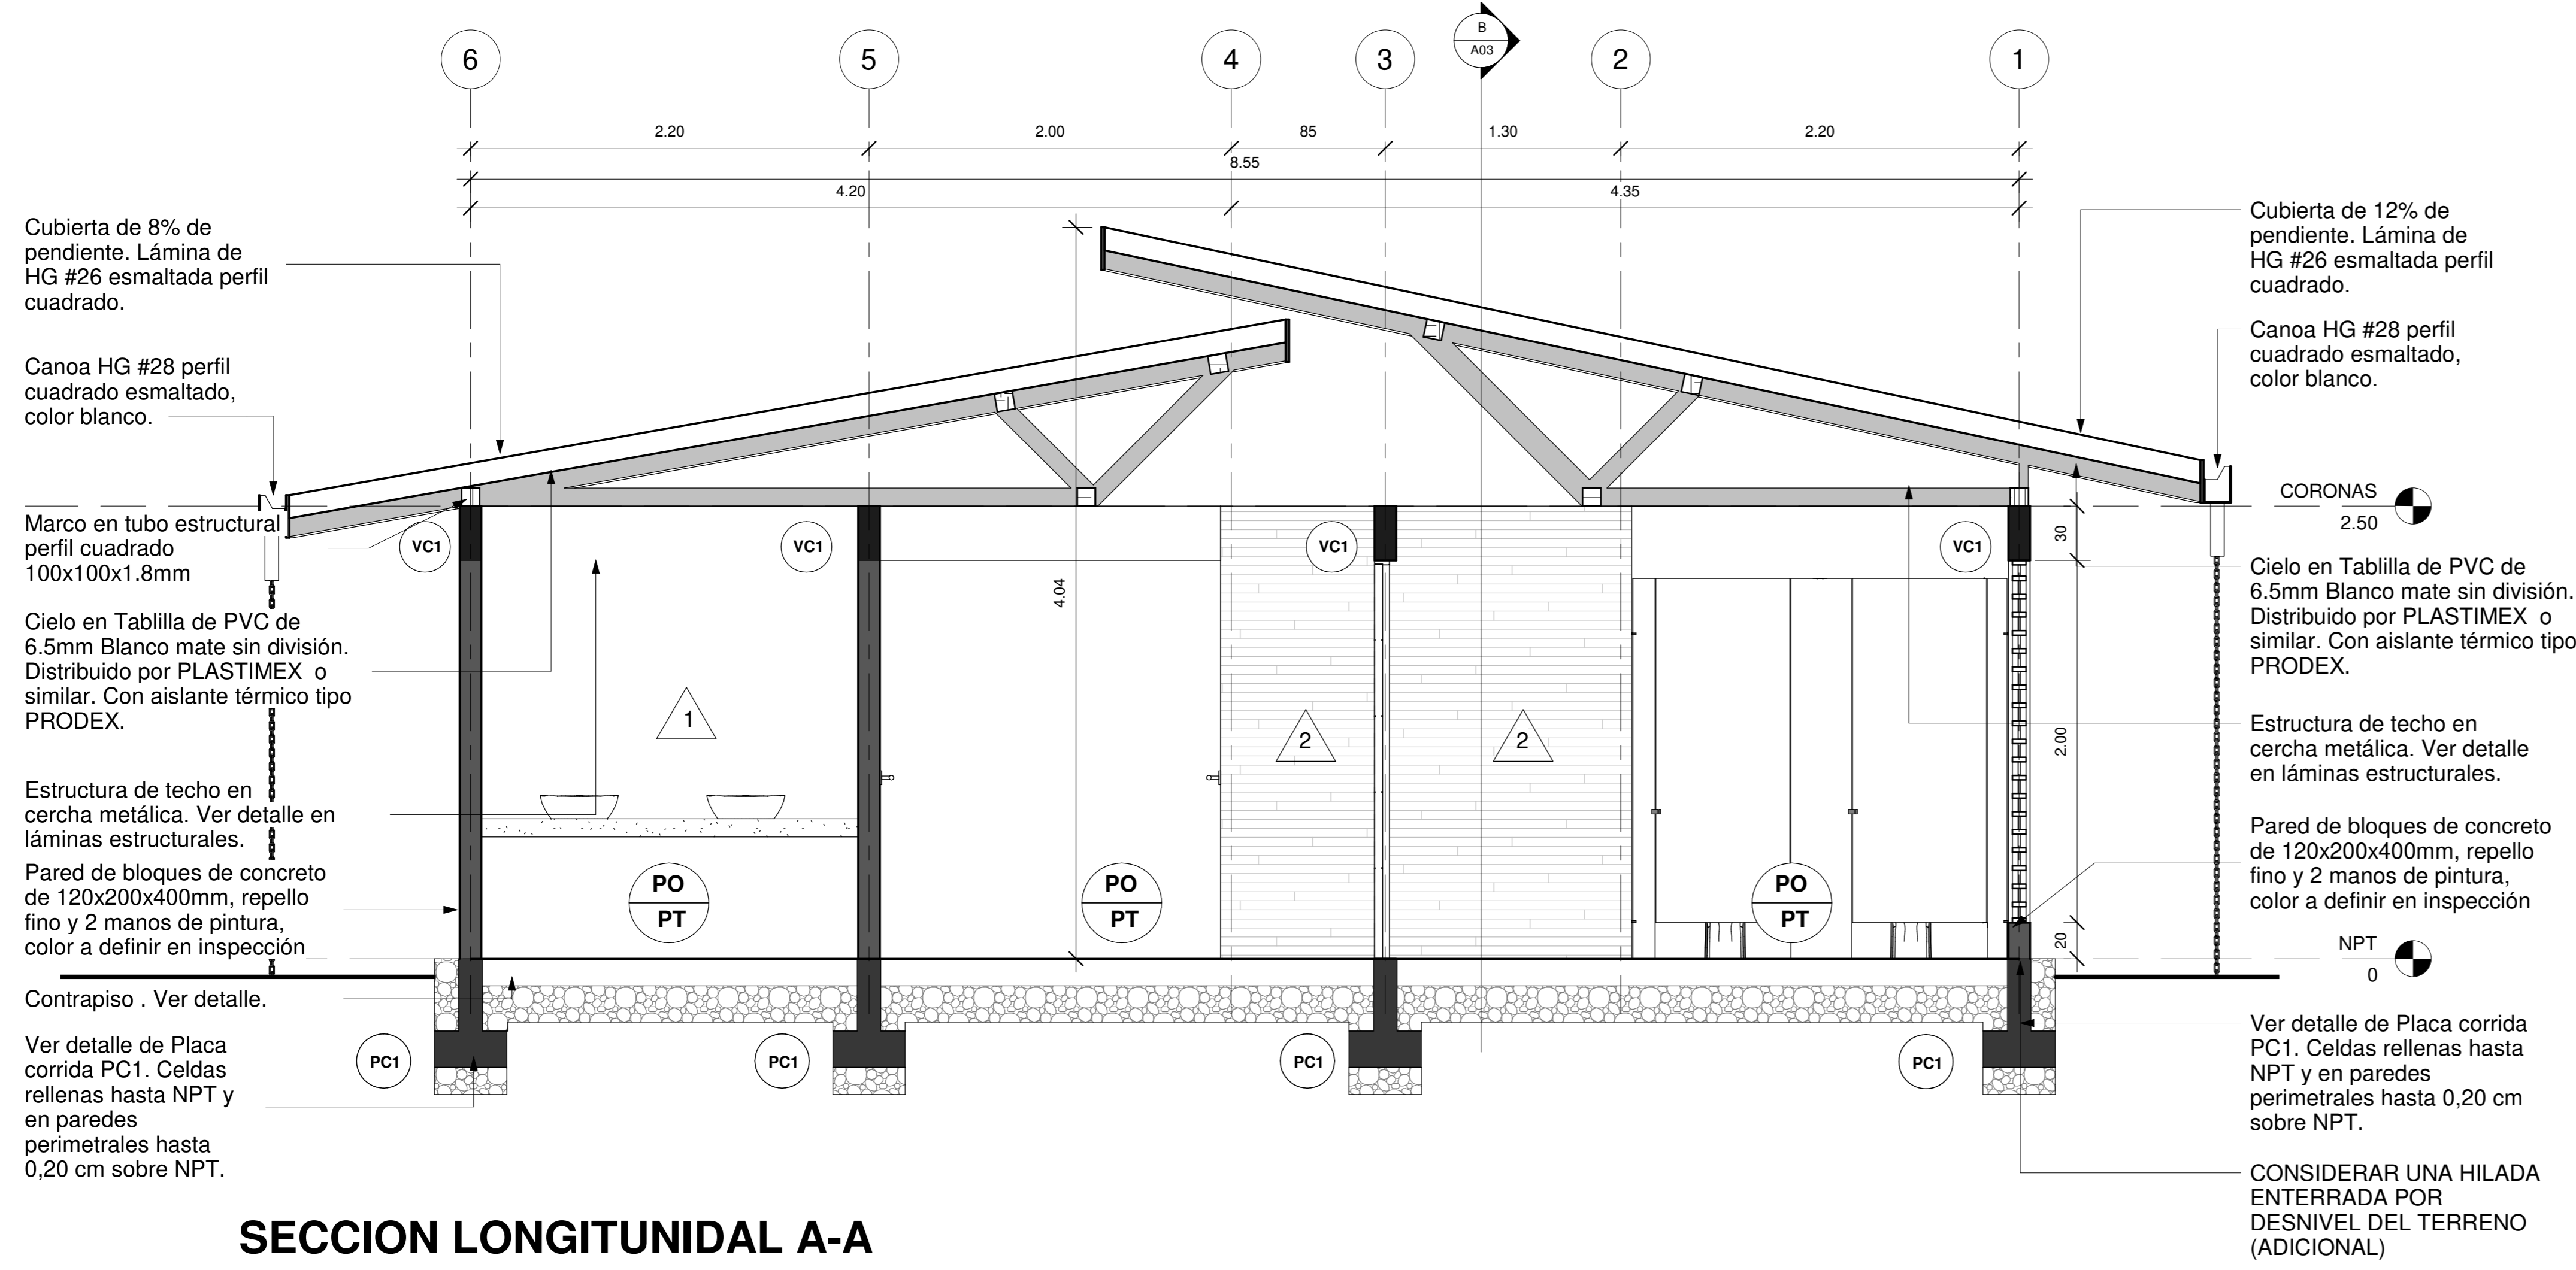 B
A03
6
5
4
3
2
1
2.20
2.00
85
1.30
2.20
8.55
4.20
4.35
Cubierta de 8% de
pendiente. Lámina de
HG #26 esmaltada perfil
cuadrado.
Canoa HG #28 perfil
cuadrado esmaltado,
color blanco.
Marco en tubo estructural
perfil cuadrado
100x100x1.8mm
Cielo en Tablilla de PVC de
6.5mm Blanco mate sin división.
Distribuido por PLASTIMEX o
similar. Con aislante térmico tipo
PRODEX.
Estructura de techo en
cercha metálica. Ver detalle en
láminas estructurales.
Pared de bloques de concreto
de 120x200x400mm, repello
fino y 2 manos de pintura,
color a definir en inspección
Contrapiso . Ver detalle.
Ver detalle de Placa
corrida PC1. Celdas
rellenas hasta NPT y
en paredes
perimetrales hasta
0,20 cm sobre NPT.
VC1
VC1
VC1
VC1
4.04
1
2
2
PO
PT
PO
PT
PO
PT
30
2.00
20
PC1
PC1
PC1
PC1
Cubierta de 12% de
pendiente. Lámina de
HG #26 esmaltada perfil
cuadrado.
Canoa HG #28 perfil
cuadrado esmaltado,
color blanco.
CORONAS
2.50
Cielo en Tablilla de PVC de
6.5mm Blanco mate sin división.
Distribuido por PLASTIMEX o
similar. Con aislante térmico tipo
PRODEX.
Estructura de techo en
cercha metálica. Ver detalle
en láminas estructurales.
Pared de bloques de concreto
de 120x200x400mm, repello
fino y 2 manos de pintura,
color a definir en inspección
NPT
0
Ver detalle de Placa corrida
PC1. Celdas rellenas hasta
NPT y en paredes
perimetrales hasta 0,20 cm
sobre NPT.
CONSIDERAR UNA HILADA
ENTERRADA POR
DESNIVEL DEL TERRENO
(ADICIONAL)
SECCION LONGITUNIDAL A-A